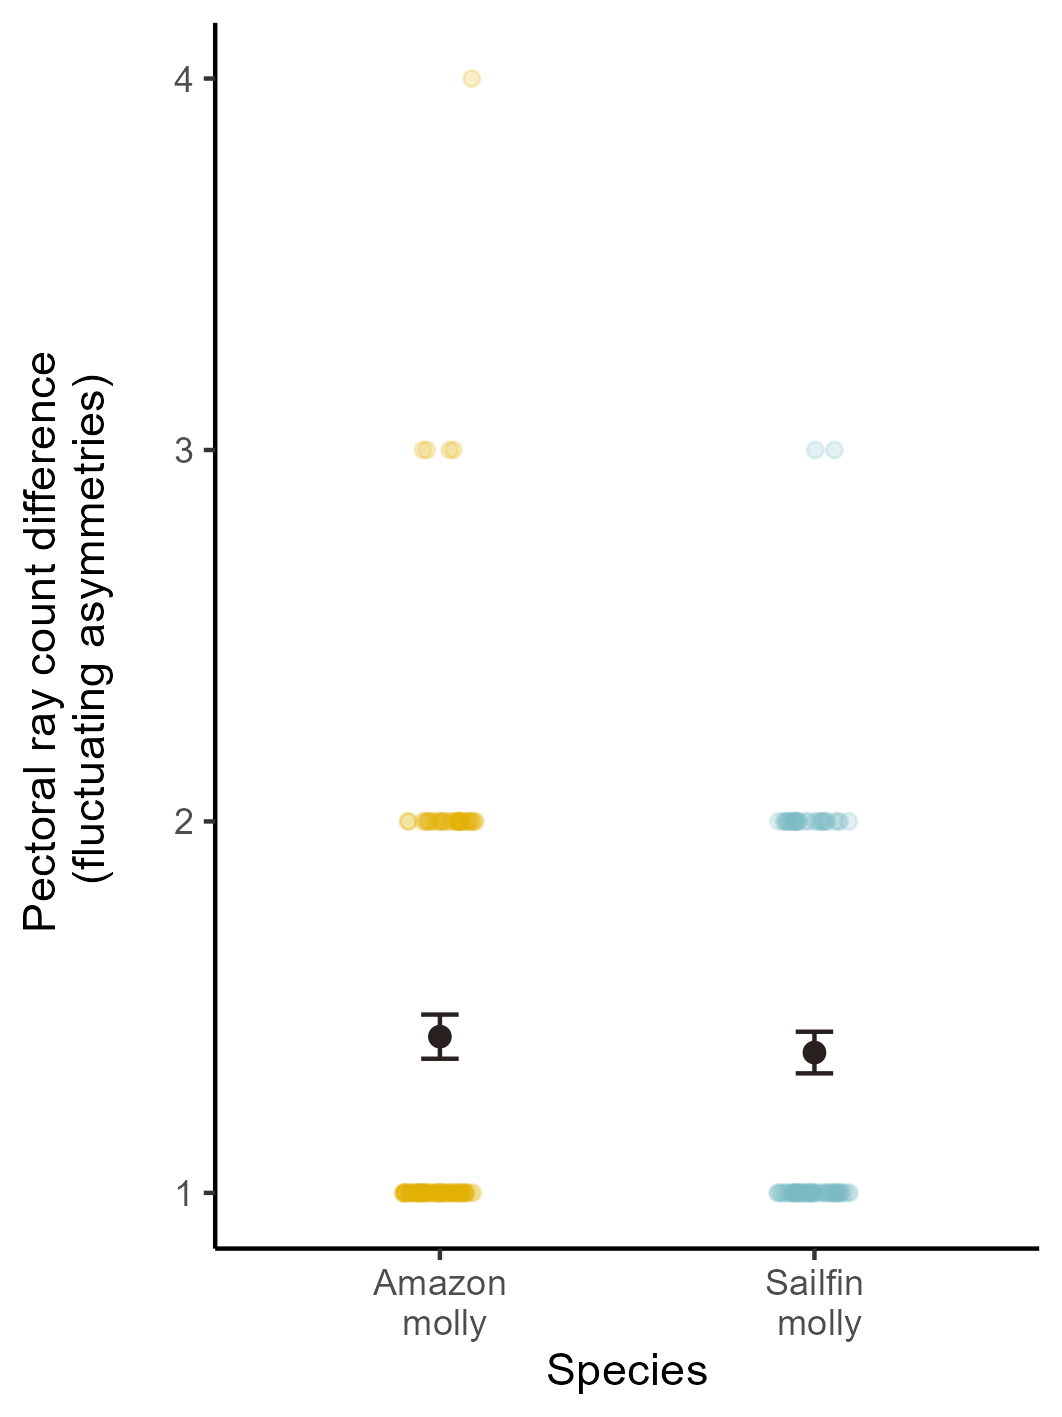 Pectoral ray count difference
(fluctuating asymmetries)
4
3
2
1
Amazon
molly
Sailfin
molly
Species